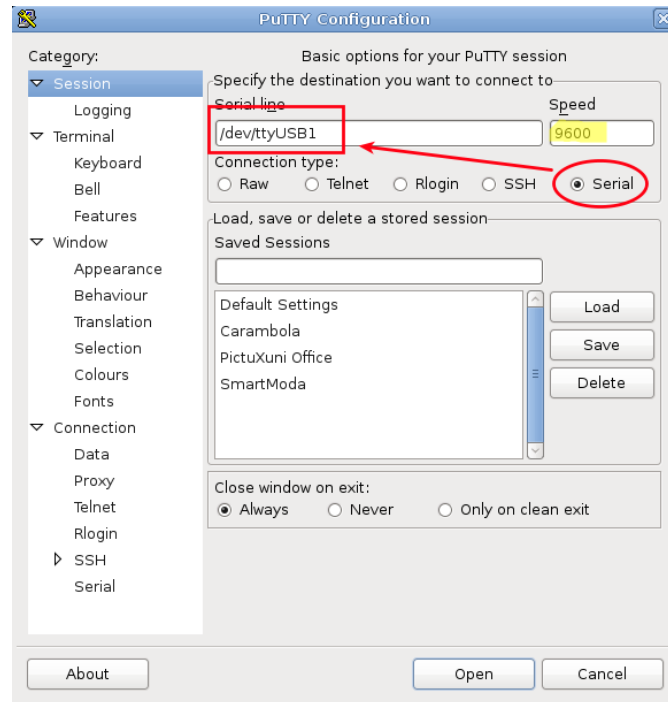 PuTTY Configuration
Category:
Session
Logging
Terminal
Keyboard
Bell
Features
Window
Appearance
Behaviour
Translation
Selection
Colours
Fonts
Connection
Data
Proxy
Telnet
Rlogin
SSH
Serial
Basic options for your PuTTY session
Specify the destination you want to connect to
Serial line Speed
/dev/ttyUSB1 9600
Connection type:
Raw Telnet Rlogin SSH Serial
Load, save or delete a stored session
Saved Sessions
Default Settings
Carambola
PictuXuni Office
SmartModa
Load
Save
Delete
Close window on exit:
Always Never Only on clean exit
About Open Cancel